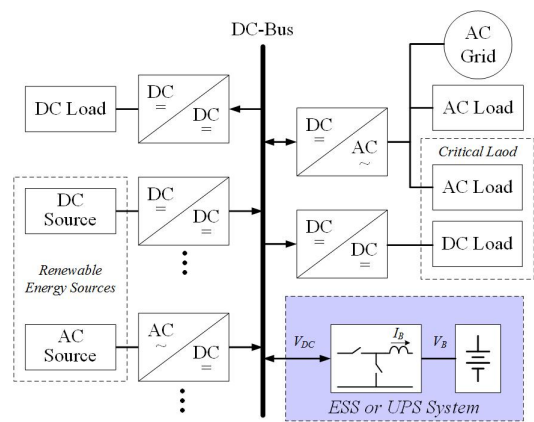 DC-Bus
AC
Grid
DC Load
DC
=
DC
=
DC
=
AC
~
AC Load
Critical Laod
AC Load
DC
Source
DC
=
DC
=
DC
=
DC
=
DC Load
Renewable
Energy Sources
AC
Source
AC
~
DC
=
V_DC
I_B
V_B
ESS or UPS System